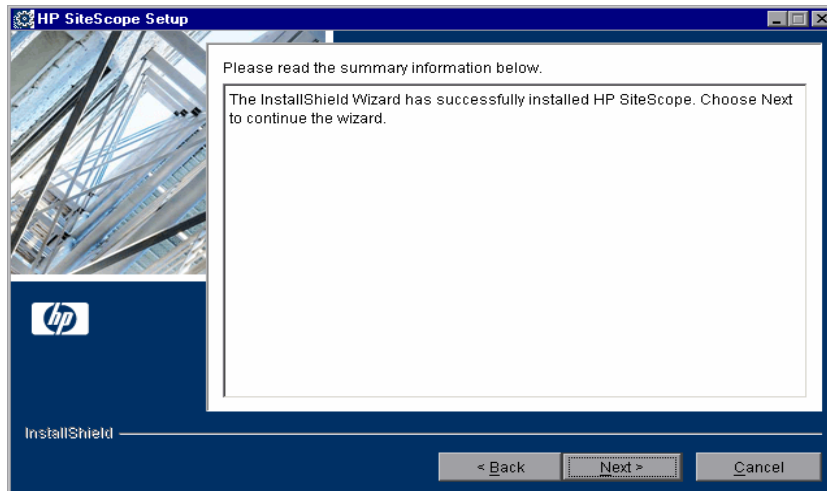 HP SiteScope Setup
Please read the summary information below.
The InstallShield Wizard has successfully installed HP SiteScope. Choose Next
to continue the wizard.
hp
InstallShield
< Back
Next >
Cancel